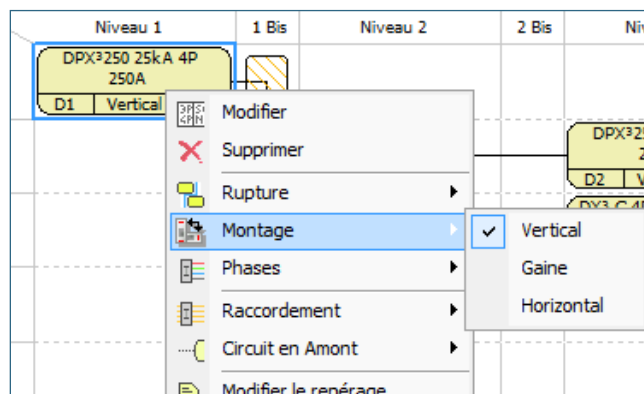 Niveau 1
1 Bis
Niveau 2
2 Bis
DPX³250 25kA 4P
250A
D1
Vertical
Modifier
Supprimer
Rupture
Montage
Phases
Raccordement
Circuit en Amont
Modifier le repérage
Vertical
Gaine
Horizontal
D2